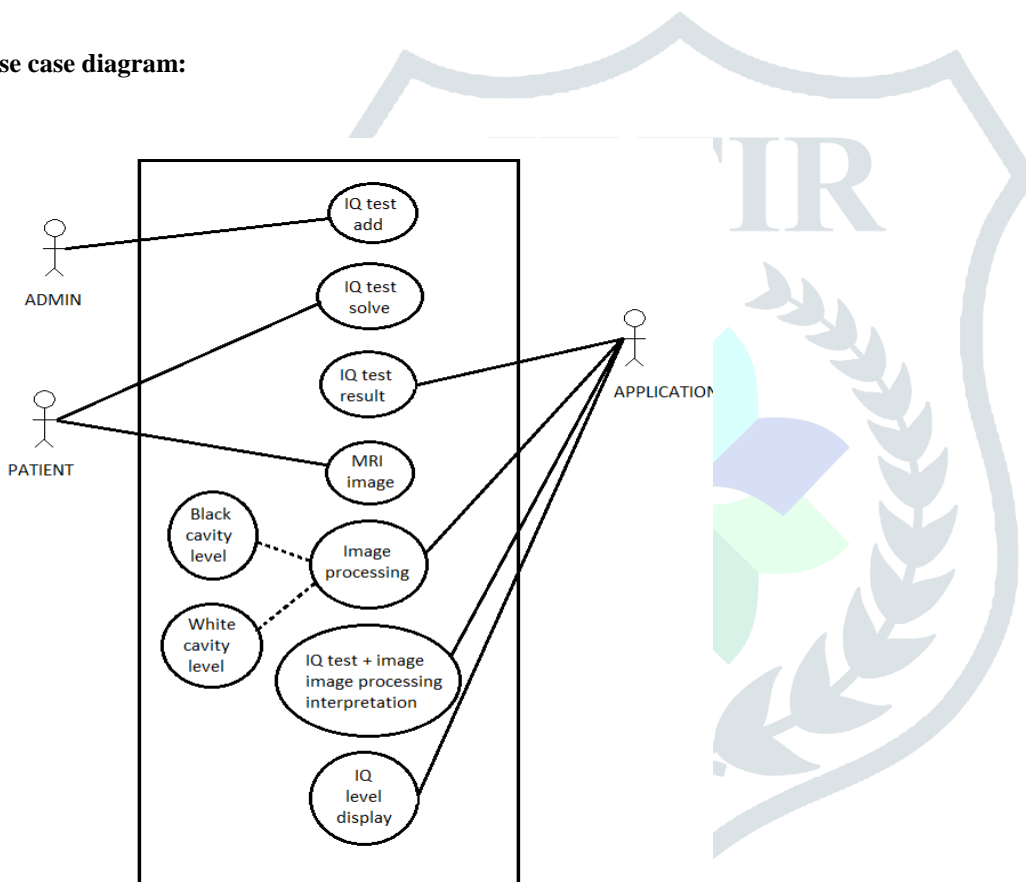 se case diagram:
TIR
IQ test
add
ADMIN
IQ test
solve
IQ test
result
APPLICATION
PATIENT
MRI
image
Black
cavity
level
Image
processing
White
cavity
level
IQ test + image
image processing
interpretation
IQ
level
display